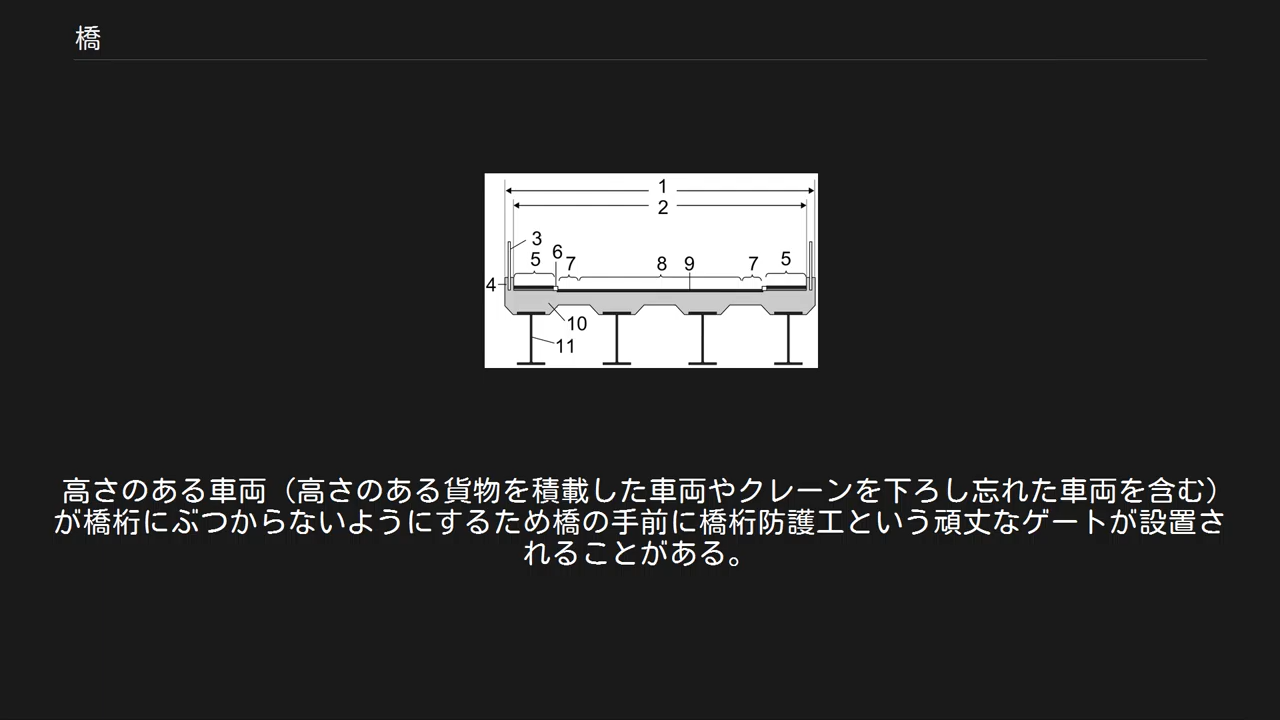 橋
1
2
3
6
5 7 8 9 7 5
4
10
11
高さのある車両（高さのある貨物を積載した車両やクレーンを下ろし忘れた車両を含む）
が橋桁にぶつからないようにするため橋の手前に橋桁防護工という頑丈なゲートが設置さ
れることがある。